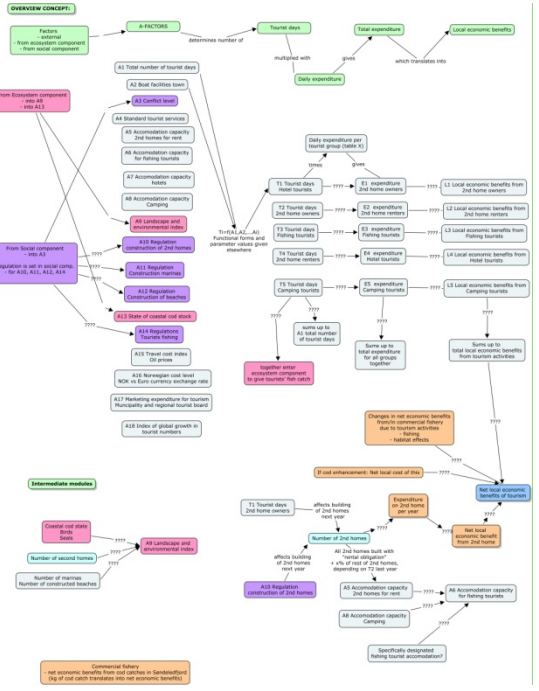 OVERVIEW CONCEPT:
Factors
- external
- from ecosystem component
- from social component
A-FACTORS
determines number of
Tourist days
multiplied with
Daily expenditure
gives
Total expenditure
which translates into
Local economic benefits
From Ecosystem component
- into A9
- into A13
From Social component
- into A3
regulation is set in social comp.
- for A10, A11, A12, A14
A1 Total number of tourist days
A2 Boat facilities town
A3 Conflict level
A4 Standard tourist services
A5 Accomodation capacity
2nd homes for rent
A6 Accomodation capacity
for fishing tourists
A7 Accomodation capacity
hotels
A8 Accomodation capacity
Camping
A9 Landscape and
environmental index
A10 Regulation
construction of 2nd homes
A11 Regulation
Construction marinas
A12 Regulation
Construction of beaches
A13 State of coastal cod stock
A14 Regulations
Tourists fishing
A15 Travel cost index
Oil prices
A16 Norwegian cost level
NOK vs Euro currency exchange rate
A17 Marketing expenditure for tourism
Muncipality and regional tourist board
A18 Index of global growth in
tourist numbers
????
????
????
????
Ti=f(A1,A2,...Ai)
Functional forms and
parameter values given
elsewhere
Daily expenditure per
tourist group (table X)
times
gives
T1 Tourist days
Hotel tourists
????
E1 expenditure
2nd home owners
????
L1 Local economic benefits from
2nd home owners
T2 Tourist days
2nd home owners
????
E2 expenditure
2nd home renters
????
L2 Local economic benefits from
2nd home renters
T3 Tourist days
Fishing tourists
????
E3 expenditure
Fishing tourists
????
L3 Local economic benefits from
Fishing tourists
T4 Tourist days
2nd home renters
????
E4 expenditure
Hotel tourists
????
L4 Local economic benefits from
Hotel tourists
T5 Tourist days
Camping tourists
????
E5 expenditure
Camping tourists
????
L5 Local economic benefits from
Camping tourists
????
????
????
????
sums up to
A1 total number
of tourist days
together enter
ecosystem component
to give tourists' fish catch
Sums up to
total expenditure
for all groups
together
Sums up to
total local economic benefits
from tourism activities
????
Changes in net economic benefits
from/in commercial fishery
due to tourism activities
- fishing
- habitat effects
????
If cod enhancement: Net local cost of this
????
Net local economic
benefits of tourism
Intermediate modules
Coastal cod state
Birds
Seals
????
Number of second homes
????
Number of marinas
Number of constructed beaches
????
A9 Landscape and
environmental index
T1 Tourist days
2nd home owners
affects building
of 2nd homes
next year
Number of 2nd homes
????
Expenditure
on 2nd home
per year
????
Net local
economic benefit
from 2nd home
????
affects building
of 2nd homes
next year
A10 Regulation
construction of 2nd homes
All 2nd homes built with
"rental obligation"
+ x% of rest of 2nd homes,
depending on T2 last year
A5 Accomodation capacity
2nd homes for rent
????
A8 Accomodation capacity
Camping
????
A6 Accomodation capacity
for fishing tourists
????
Specifically designated
fishing tourist accomodation?
Commercial fishery
- net economic benefits from cod catches in Søndeledfjord
(kg of cod catch translates into net economic benefits)